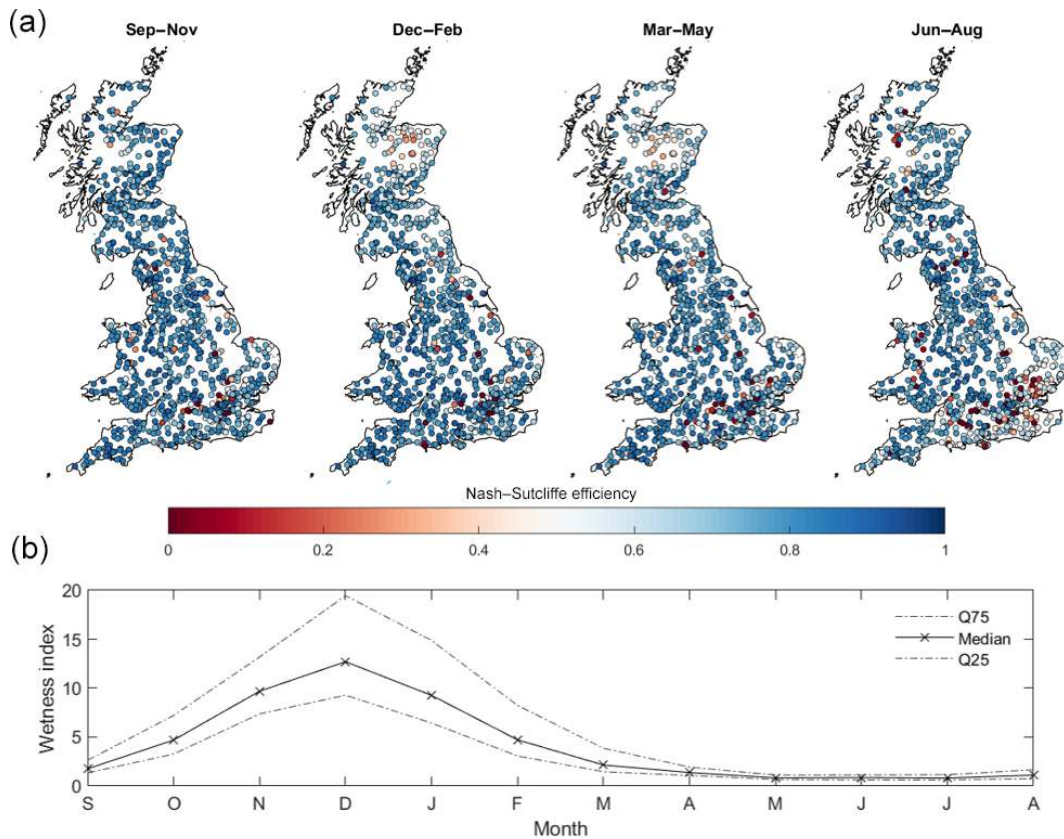 (a)
Sep–Nov Dec–Feb Mar–May Jun–Aug
Nash–Sutcliffe efficiency
0 0.2 0.4 0.6 0.8 1
(b)
20
15
10
5
0
Wetness index
Q75
Median
Q25
S O N D J F M A M J J A
Month